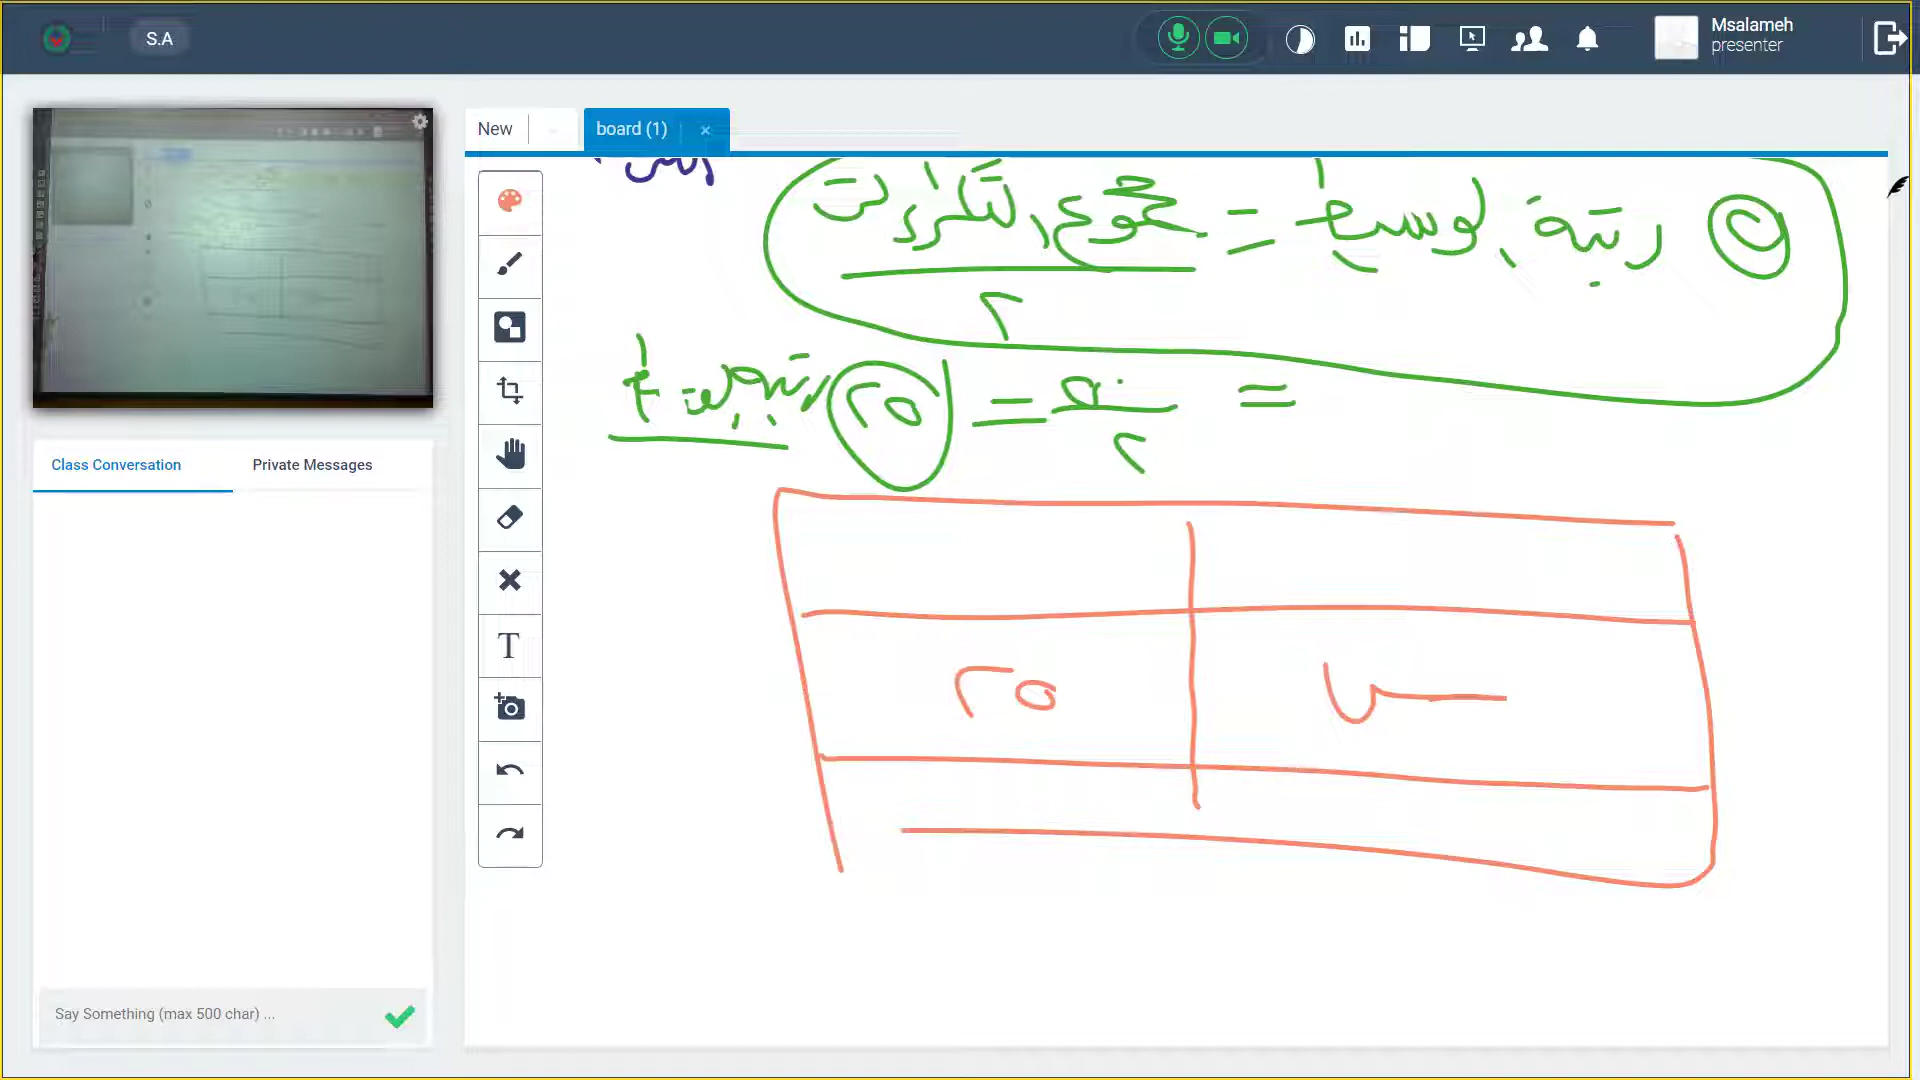 S.A
Msalameh
presenter
New
board (1)
رتبة الوسيط = مجموع التكرارات
٢
= ٥٠ = ٢٥
٢
Class Conversation
Private Messages
٢٥
س
Say Something (max 500 char) ...
T